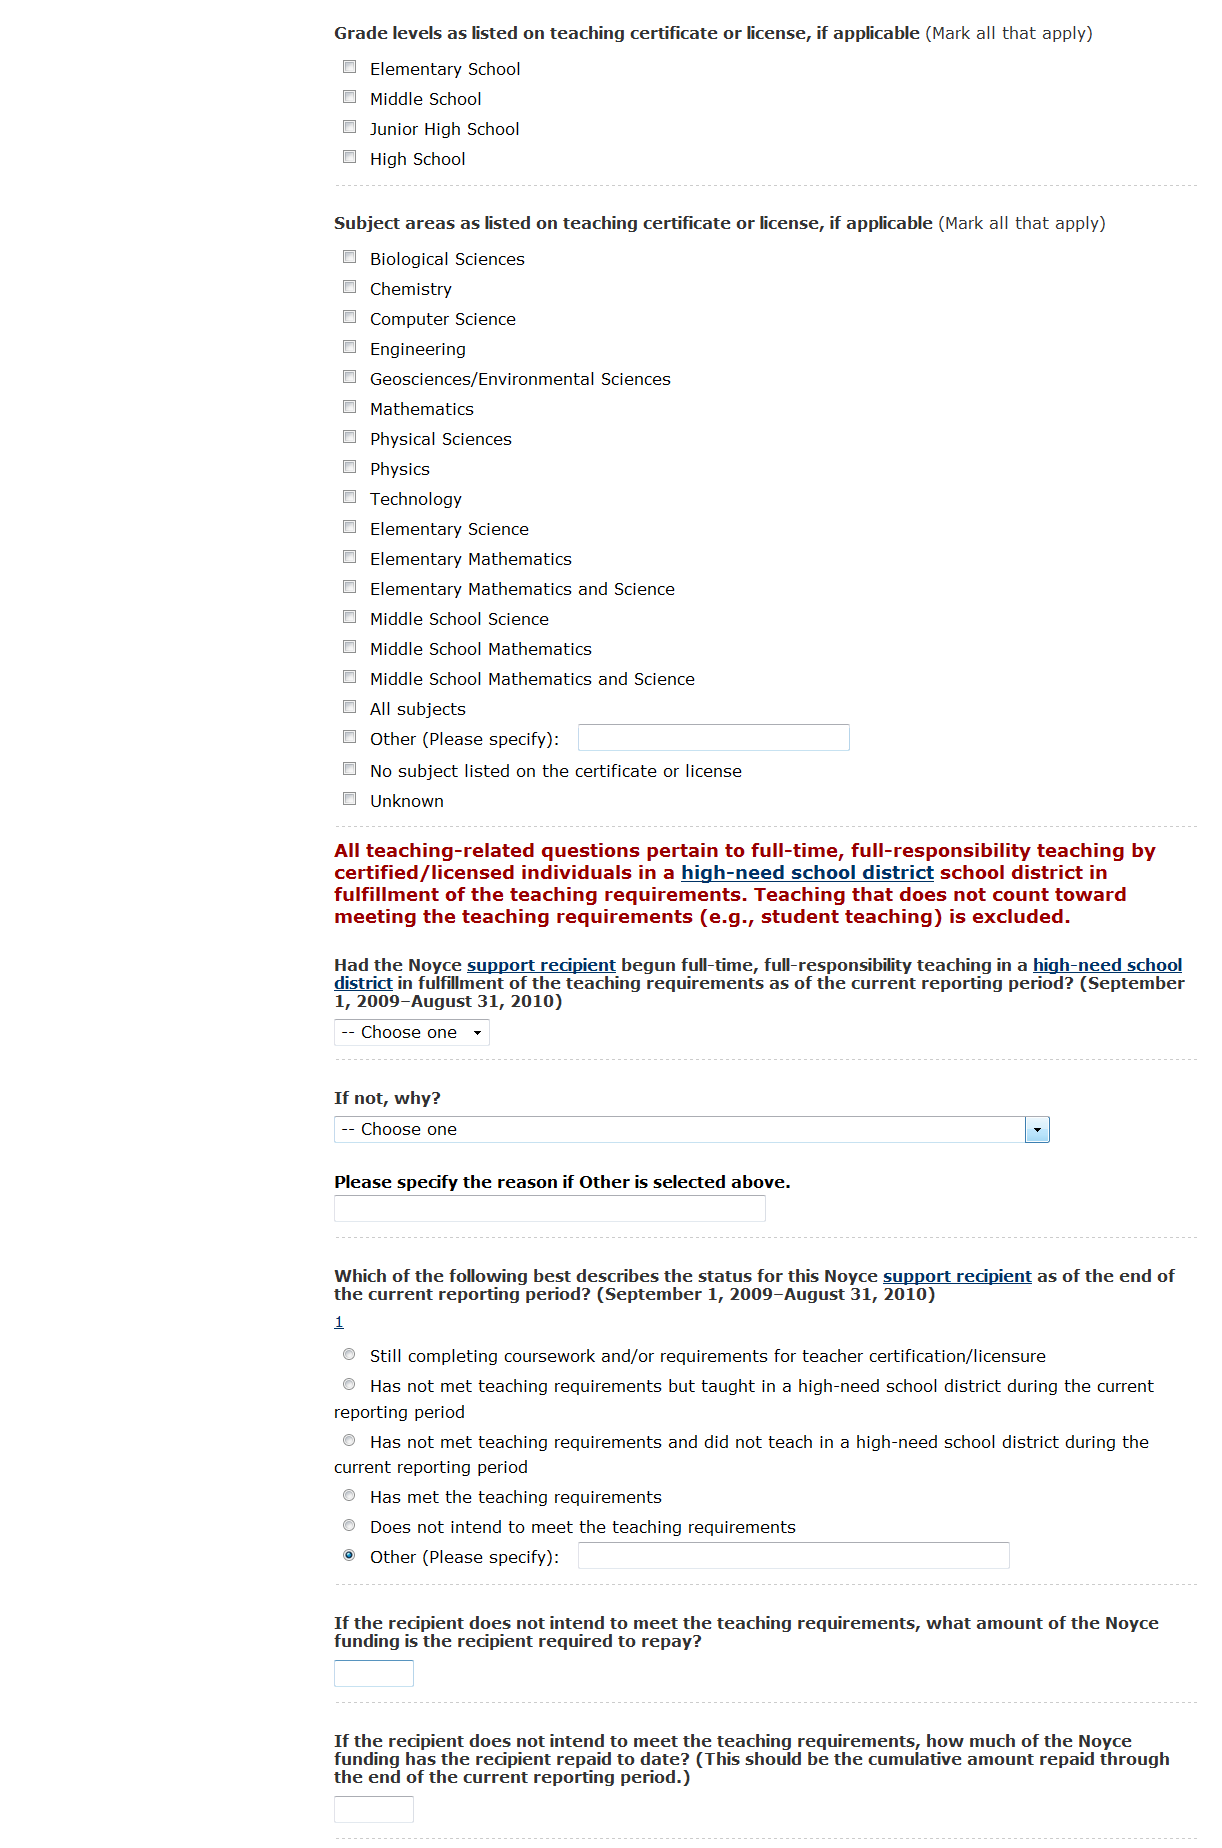 Grade levels as listed on teaching certificate or license, if applicable (Mark all that apply)
Elementary School
Middle School
Junior High School
High School
Subject areas as listed on teaching certificate or license, if applicable (Mark all that apply)
Biological Sciences
Chemistry
Computer Science
Engineering
Geosciences/Environmental Sciences
Mathematics
Physical Sciences
Physics
Technology
Elementary Science
Elementary Mathematics
Elementary Mathematics and Science
Middle School Science
Middle School Mathematics
Middle School Mathematics and Science
All subjects
Other (Please specify):
No subject listed on the certificate or license
Unknown
All teaching-related questions pertain to full-time, full-responsibility teaching by
certified/licensed individuals in a high-need school district school district in
fulfillment of the teaching requirements. Teaching that does not count toward
meeting the teaching requirements (e.g., student teaching) is excluded.
Had the Noyce support recipient begun full-time, full-responsibility teaching in a high-need school
district in fulfillment of the teaching requirements as of the current reporting period? (September
1, 2009–August 31, 2010)
-- Choose one
If not, why?
-- Choose one
Please specify the reason if Other is selected above.
Which of the following best describes the status for this Noyce support recipient as of the end of
the current reporting period? (September 1, 2009–August 31, 2010)
1
Still completing coursework and/or requirements for teacher certification/licensure
Has not met teaching requirements but taught in a high-need school district during the current
reporting period
Has not met teaching requirements and did not teach in a high-need school district during the
current reporting period
Has met the teaching requirements
Does not intend to meet the teaching requirements
Other (Please specify):
If the recipient does not intend to meet the teaching requirements, what amount of the Noyce
funding is the recipient required to repay?
If the recipient does not intend to meet the teaching requirements, how much of the Noyce
funding has the recipient repaid to date? (This should be the cumulative amount repaid through
the end of the current reporting period.)